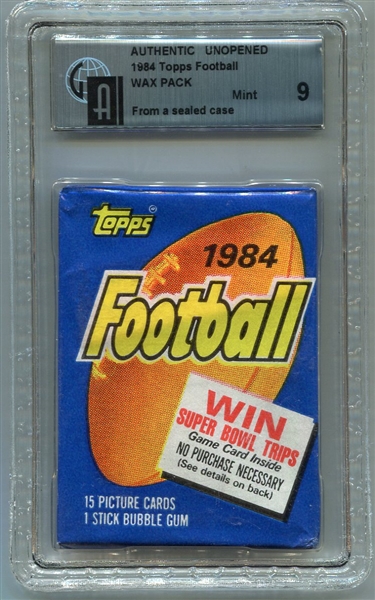 AUTHENTIC UNOPENED
1984 Topps Football
WAX PACK
Mint 9
From a sealed case
A
TOPPS
1984
Football
WIN
SUPER BOWL TRIPS
Game Card Inside
NO PURCHASE NECESSARY
(See details on back)
15 PICTURE CARDS
1 STICK BUBBLE GUM